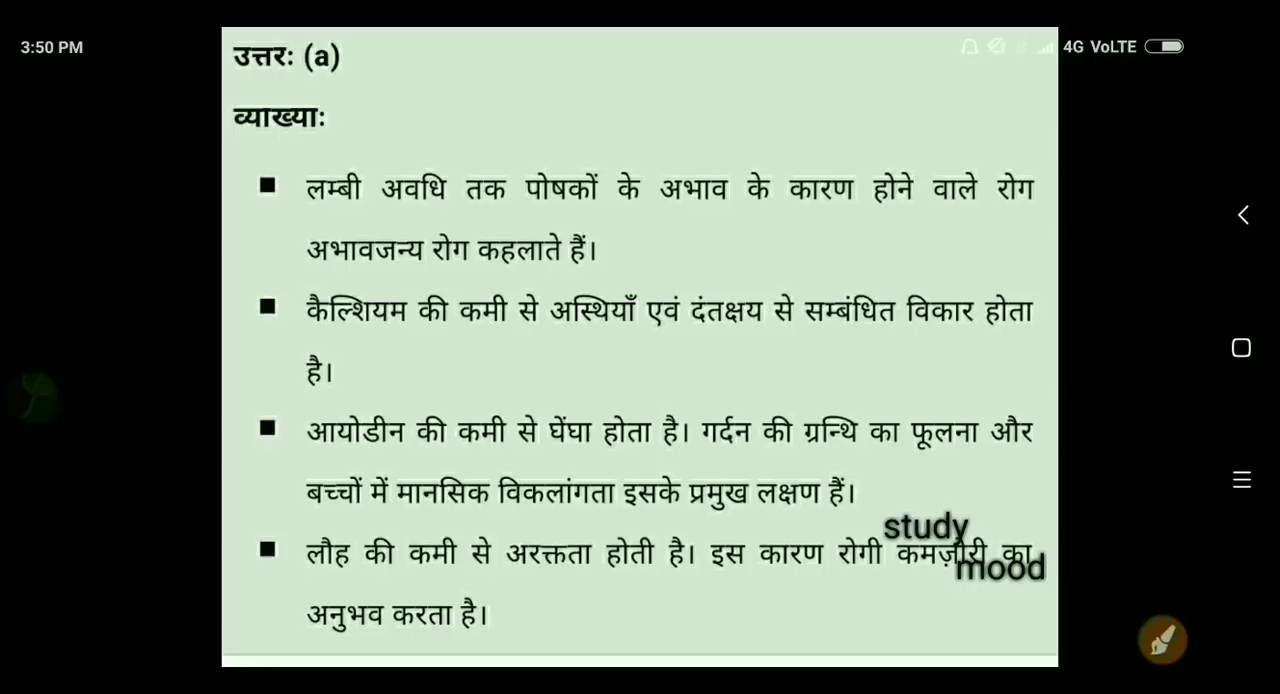 3:50 PM
4G VoLTE
उत्तर: (a)
व्याख्या:
■ लम्बी अवधि तक पोषकों के अभाव के कारण होने वाले रोग
अभावजन्य रोग कहलाते हैं।
■ कैल्शियम की कमी से अस्थियाँ एवं दंतक्षय से सम्बंधित विकार होता
है।
■ आयोडीन की कमी से घेंघा होता है। गर्दन की ग्रन्थि का फूलना और
बच्चों में मानसिक विकलांगता इसके प्रमुख लक्षण हैं।
study
■ लौह की कमी से अरक्तता होती है। इस कारण रोगी कमज़ोरी का
mood
अनुभव करता है।